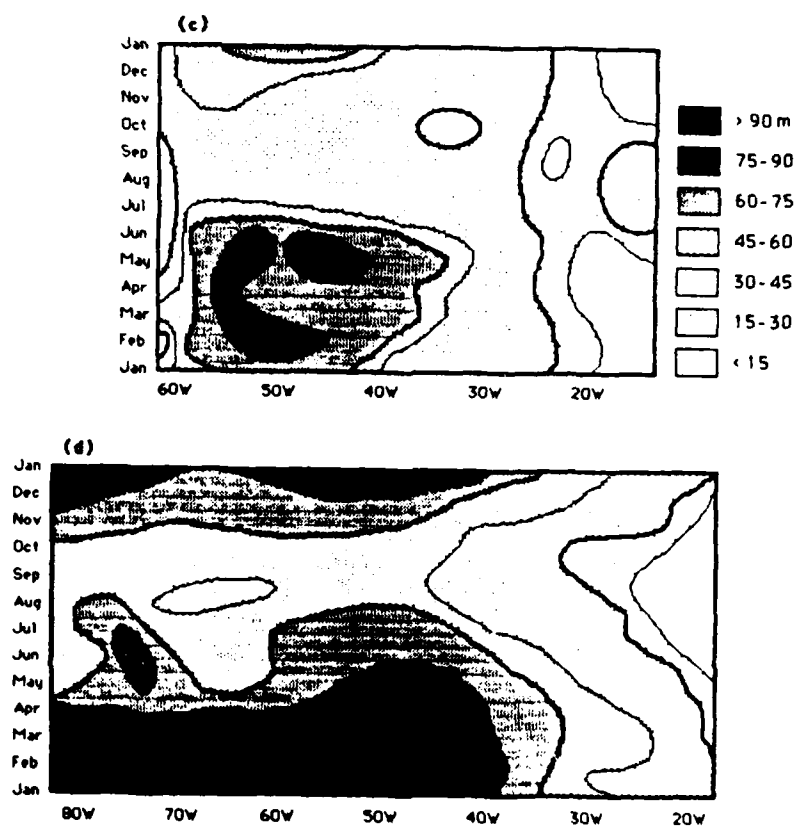 (c)
Jan
Dec
Nov
Oct
Sep
Aug
Jul
Jun
May
Apr
Mar
Feb
Jan
60W 50W 40W 30W 20W
> 90 m
75-90
60-75
45-60
30-45
15-30
< 15
(d)
Jan
Dec
Nov
Oct
Sep
Aug
Jul
Jun
May
Apr
Mar
Feb
Jan
80W 70W 60W 50W 40W 30W 20W